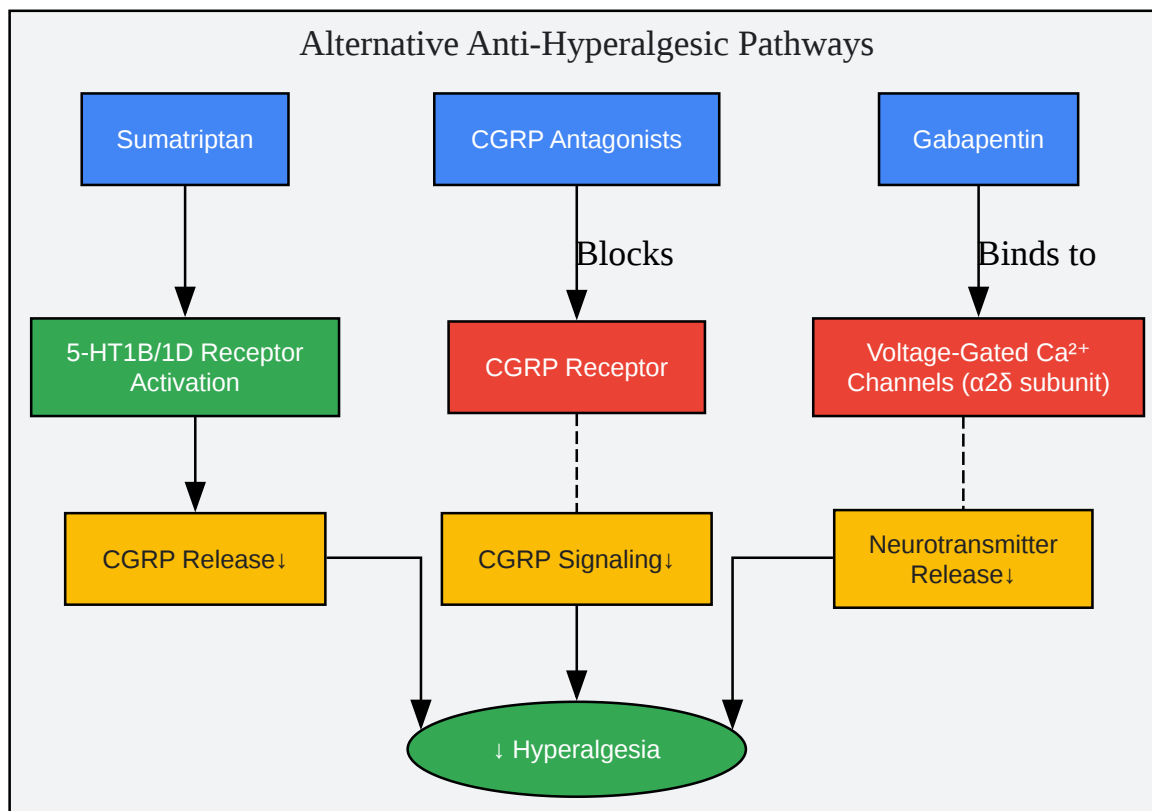 Alternative Anti-Hyperalgesic Pathways
Sumatriptan
CGRP Antagonists
Gabapentin
Blocks
Binds to
5-HT1B/1D Receptor
Activation
CGRP Receptor
Voltage-Gated Ca²⁺
Channels (α2δ subunit)
CGRP Release↓
CGRP Signaling↓
Neurotransmitter
Release↓
↓ Hyperalgesia